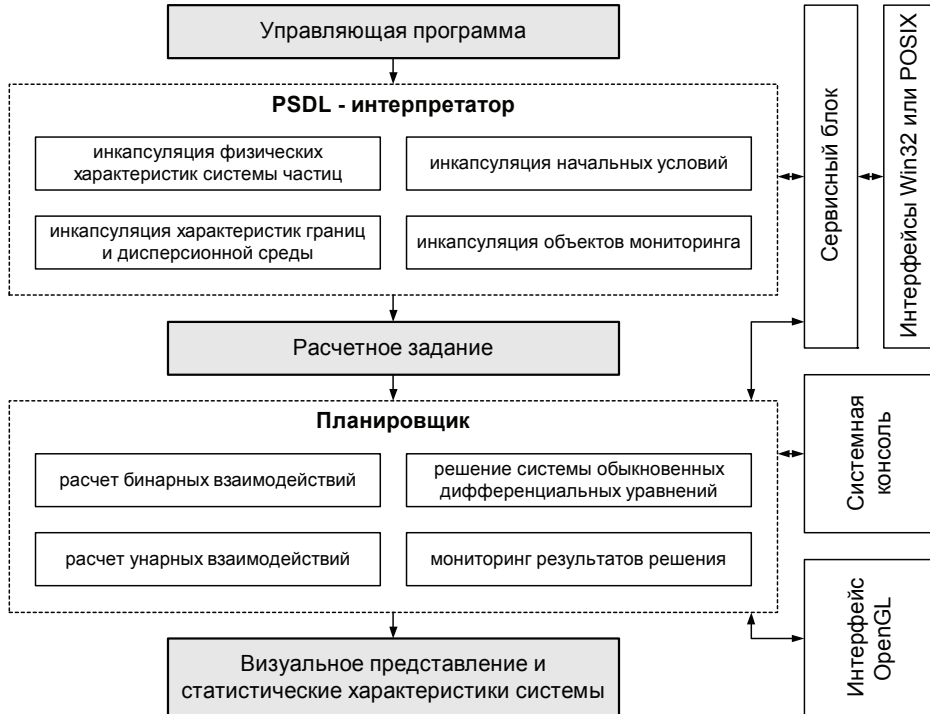 Управляющая программа
PSDL - интерпретатор
инкапсуляция физических
характеристик системы частиц
инкапсуляция начальных условий
инкапсуляция характеристик границ
и дисперсионной среды
инкапсуляция объектов мониторинга
Расчетное задание
Планировщик
расчет бинарных взаимодействий
решение системы обыкновенных
дифференциальных уравнений
расчет унарных взаимодействий
мониторинг результатов решения
Визуальное представление и
статистические характеристики системы
Сервисный блок
Интерфейсы Win32 или POSIX
Системная
консоль
Интерфейс
OpenGL